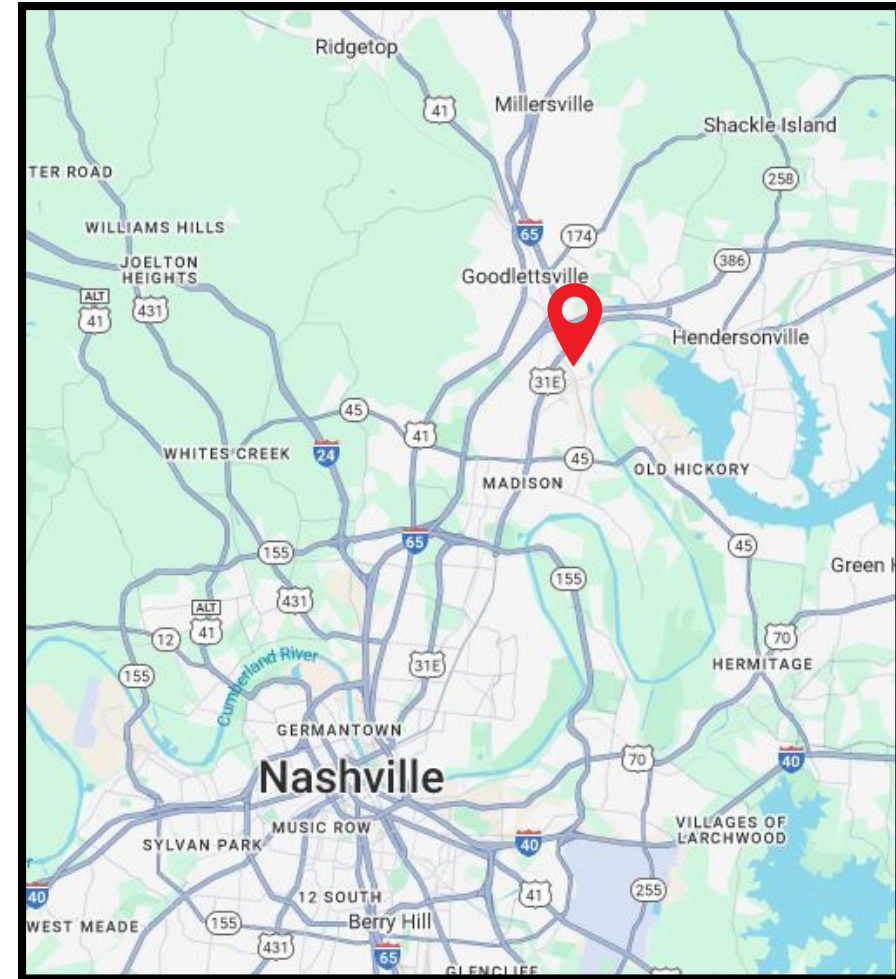 Ridgetop
41
Millersville
Shackle Island
TER ROAD
258
WILLIAMS HILLS
65
174
JOELTON
HEIGHTS
386
Goodlettsville
ALT
41
431
Hendersonville
31E
45
41
WHITES CREEK
24
45
OLD HICKORY
MADISON
65
155
45
155
Green
431
ALT
41
12
70
Cumberland River
31E
HERMITAGE
155
GERMANTOWN
70
40
Nashville
MUSIC ROW
VILLAGES OF
LARCHWOOD
SYLVAN PARK
40
40
12 SOUTH
41
255
WEST MEADE
155
Berry Hill
431
65
GLENCLIFF